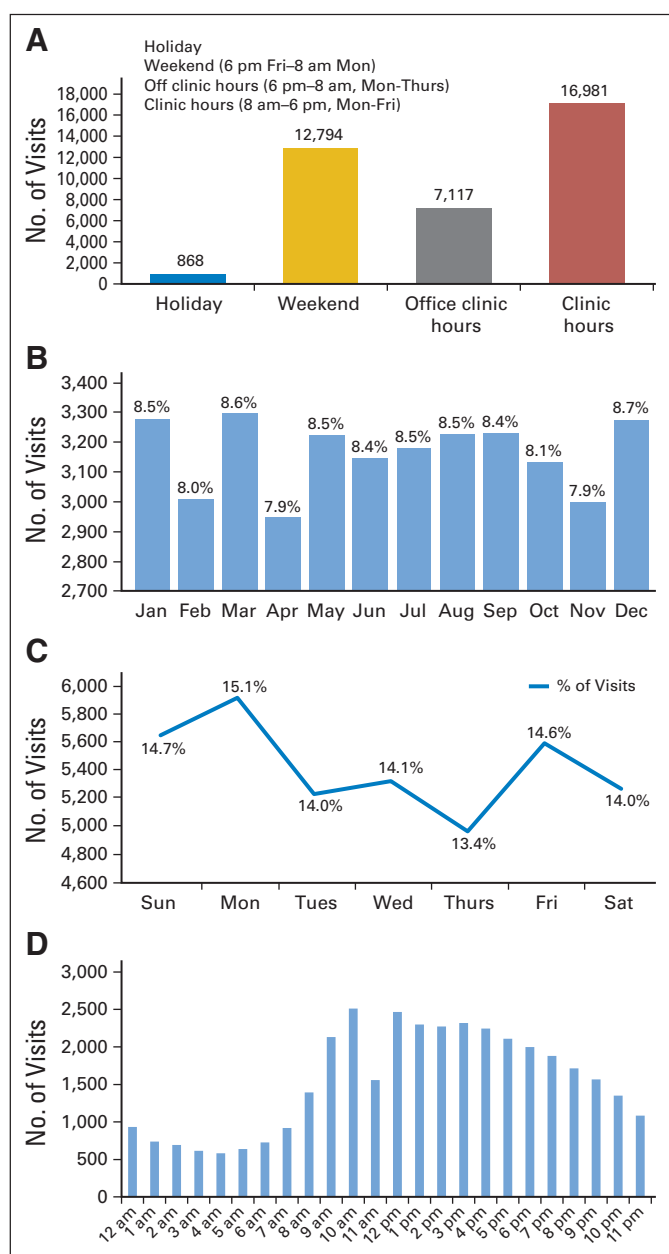 A
Holiday
Weekend (6 pm Fri–8 am Mon)
Off clinic hours (6 pm–8 am, Mon-Thurs)
Clinic hours (8 am–6 pm, Mon-Fri)
No. of Visits
18,000
16,000
14,000
12,000
10,000
8,000
6,000
4,000
2,000
0
868
12,794
7,117
16,981
Holiday
Weekend
Office clinic
hours
Clinic
hours
B
No. of Visits
3,400
3,300
3,200
3,100
3,000
2,900
2,800
2,700
8.5%
8.0%
8.6%
7.9%
8.5%
8.4%
8.5%
8.5%
8.4%
8.1%
7.9%
8.7%
Jan Feb Mar Apr May Jun Jul Aug Sep Oct Nov Dec
C
No. of Visits
6,000
5,800
5,600
5,400
5,200
5,000
4,800
4,600
% of Visits
14.7%
15.1%
14.0%
14.1%
13.4%
14.6%
14.0%
Sun Mon Tues Wed Thurs Fri Sat
D
No. of Visits
3,000
2,500
2,000
1,500
1,000
500
0
12 am
1 am
2 am
3 am
4 am
5 am
6 am
7 am
8 am
9 am
10 am
11 am
12 pm
1 pm
2 pm
3 pm
4 pm
5 pm
6 pm
7 pm
8 pm
9 pm
10 pm
11 pm